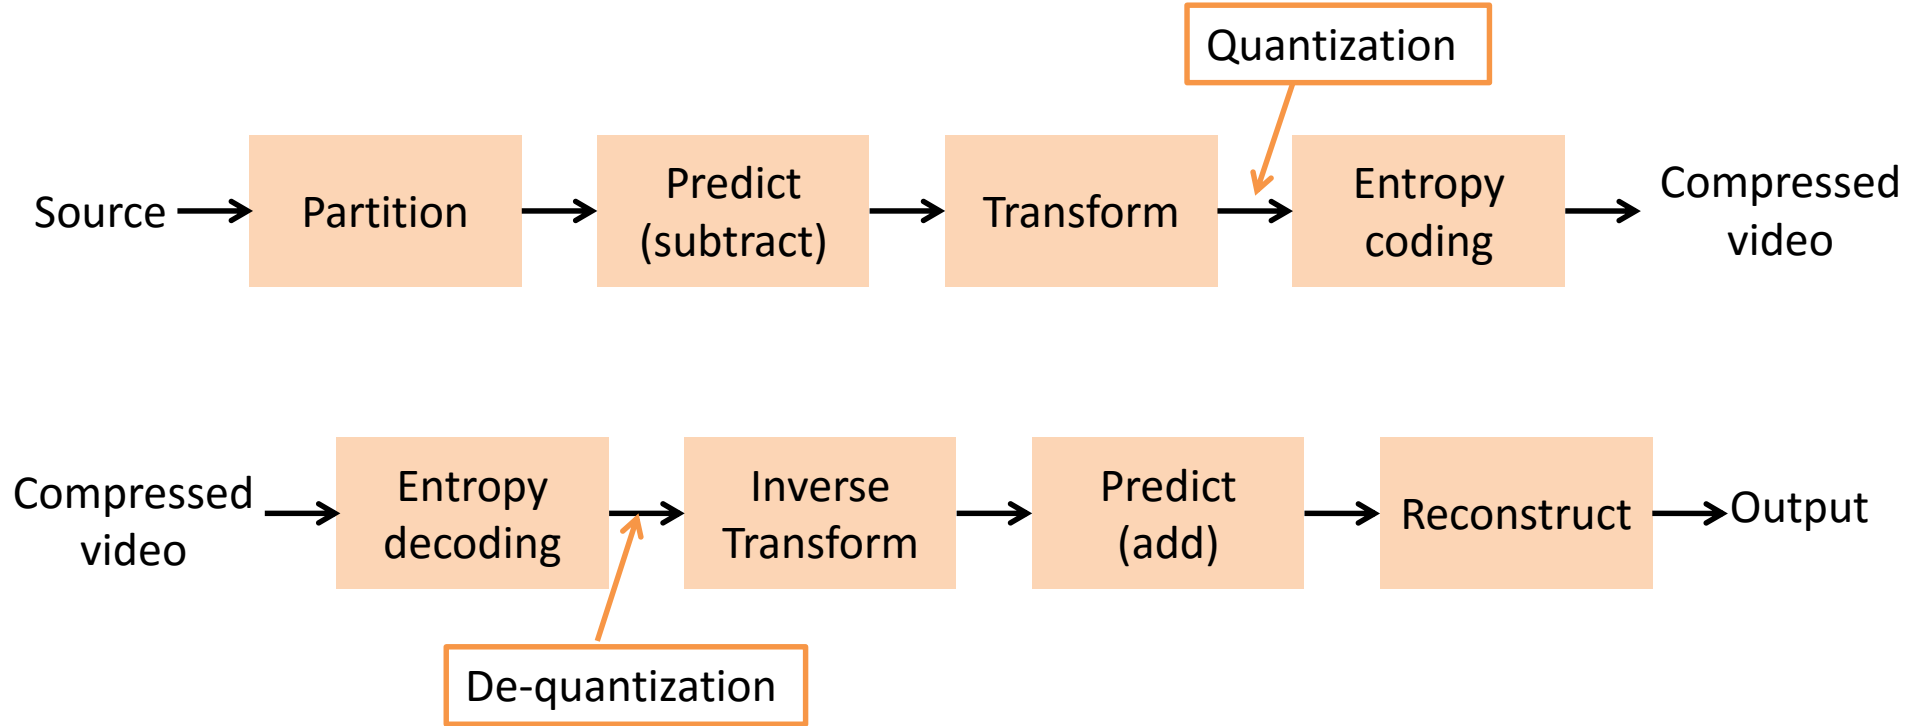 Quantization
Source
Partition
Predict
(subtract)
Transform
Entropy
coding
Compressed
video
Compressed
video
Entropy
decoding
Inverse
Transform
Predict
(add)
Reconstruct
Output
De-quantization